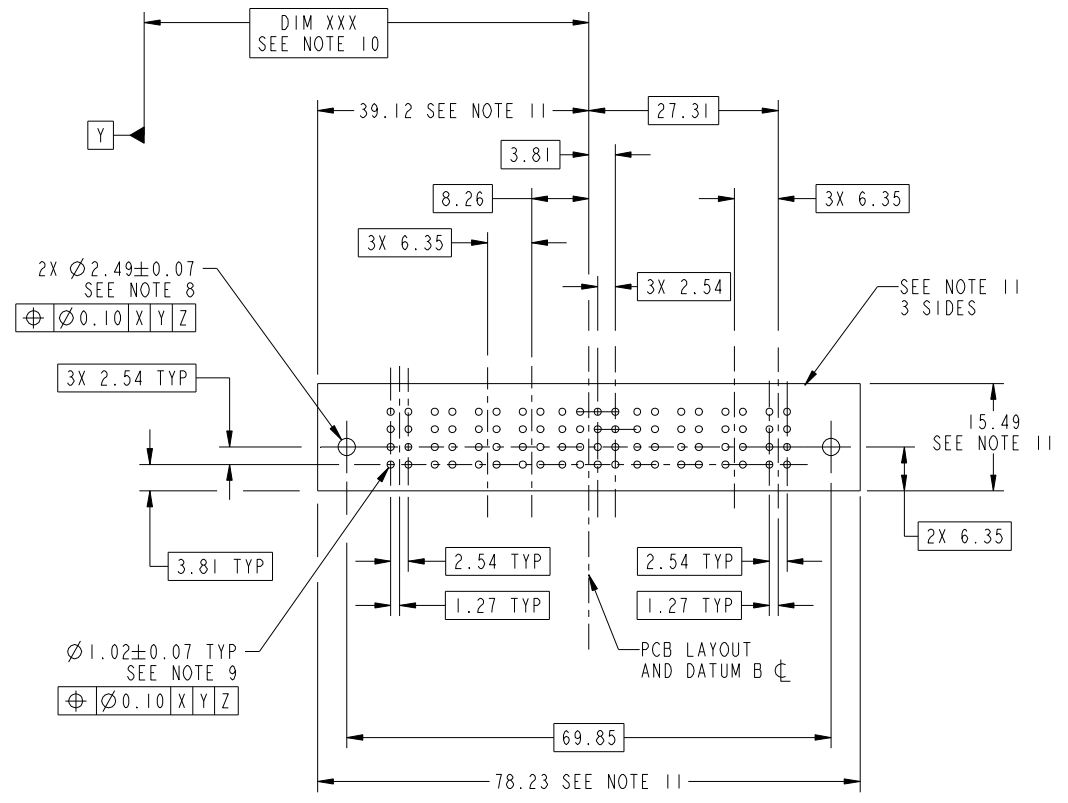 DIM XXX
SEE NOTE 10
Y
39.12 SEE NOTE 11
27.31
3.81
8.26
3X 6.35
3X 6.35
3X 2.54
2X ⌀2.49±0.07
SEE NOTE 8
⌖ ⌀0.10 X Y Z
SEE NOTE 11
3 SIDES
3X 2.54 TYP
15.49
SEE NOTE 11
2X 6.35
3.81 TYP
2.54 TYP
2.54 TYP
1.27 TYP
1.27 TYP
⌀1.02±0.07 TYP
SEE NOTE 9
⌖ ⌀0.10 X Y Z
PCB LAYOUT
AND DATUM B ℄
69.85
78.23 SEE NOTE 11